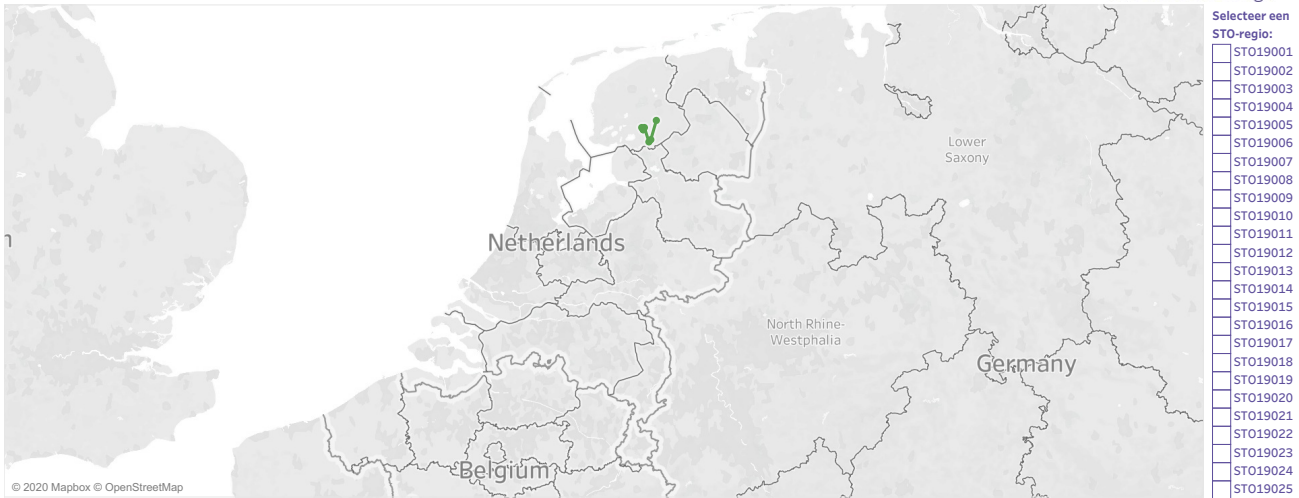 Selecteer een
STO-regio:
STO19001
STO19002
STO19003
STO19004
STO19005
STO19006
STO19007
STO19008
STO19009
STO19010
STO19011
STO19012
STO19013
STO19014
STO19015
STO19016
STO19017
STO19018
STO19019
STO19020
STO19021
STO19022
STO19023
STO19024
STO19025
Lower
Saxony
Netherlands
North Rhine-
Westphalia
Germany
Belgium
© 2020 Mapbox © OpenStreetMap